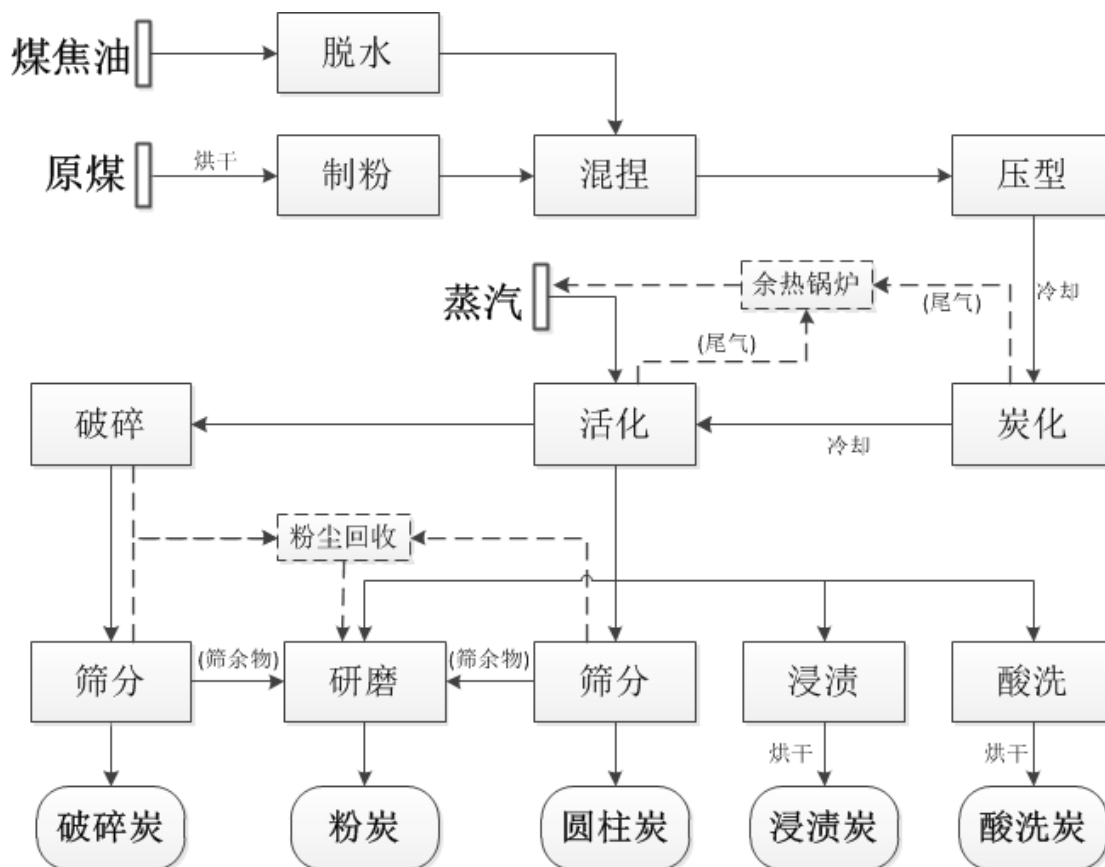 煤焦油
脱水
原煤
烘干
制粉
混捏
压型
蒸汽
余热锅炉
(尾气)
冷却
(尾气)
破碎
活化
冷却
炭化
粉尘回收
筛分
(筛余物)
研磨
(筛余物)
筛分
浸渍
酸洗
烘干
烘干
破碎炭
粉炭
圆柱炭
浸渍炭
酸洗炭